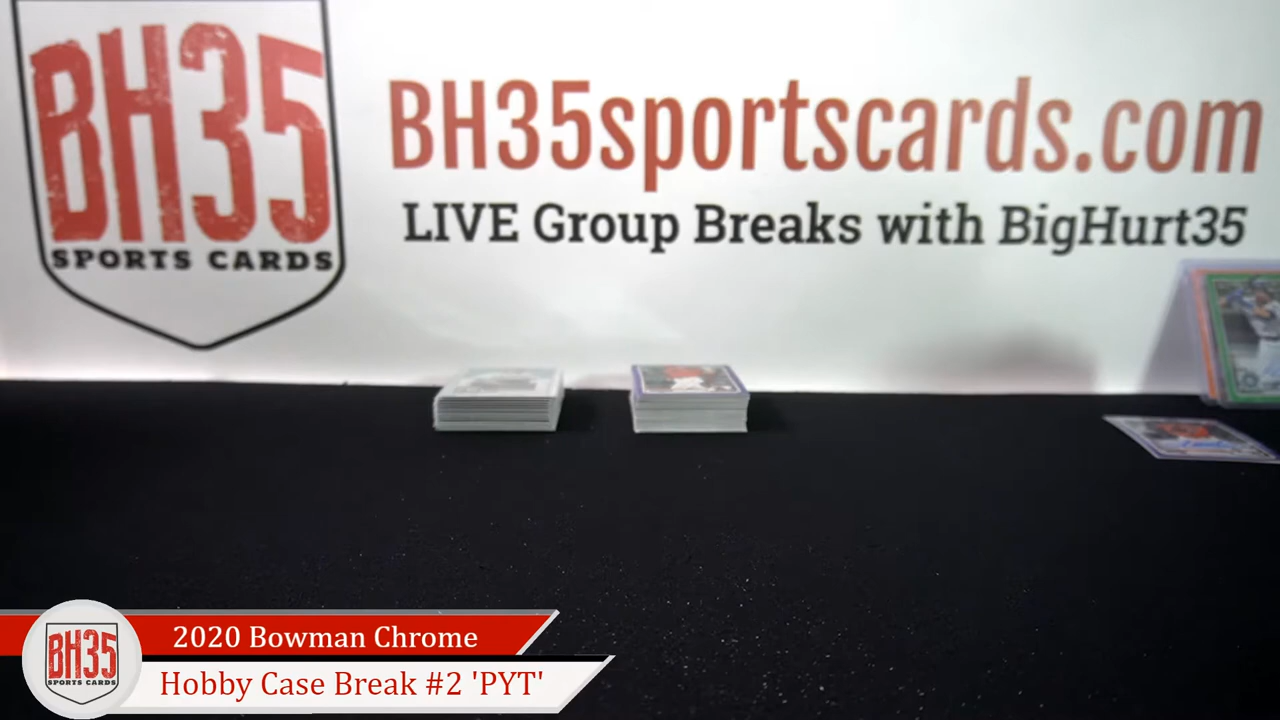 BH35
SPORTS CARDS
BH35sportscards.com
LIVE Group Breaks with BigHurt35
2020 Bowman Chrome
Hobby Case Break #2 'PYT'
BH35
SPORTS CARDS